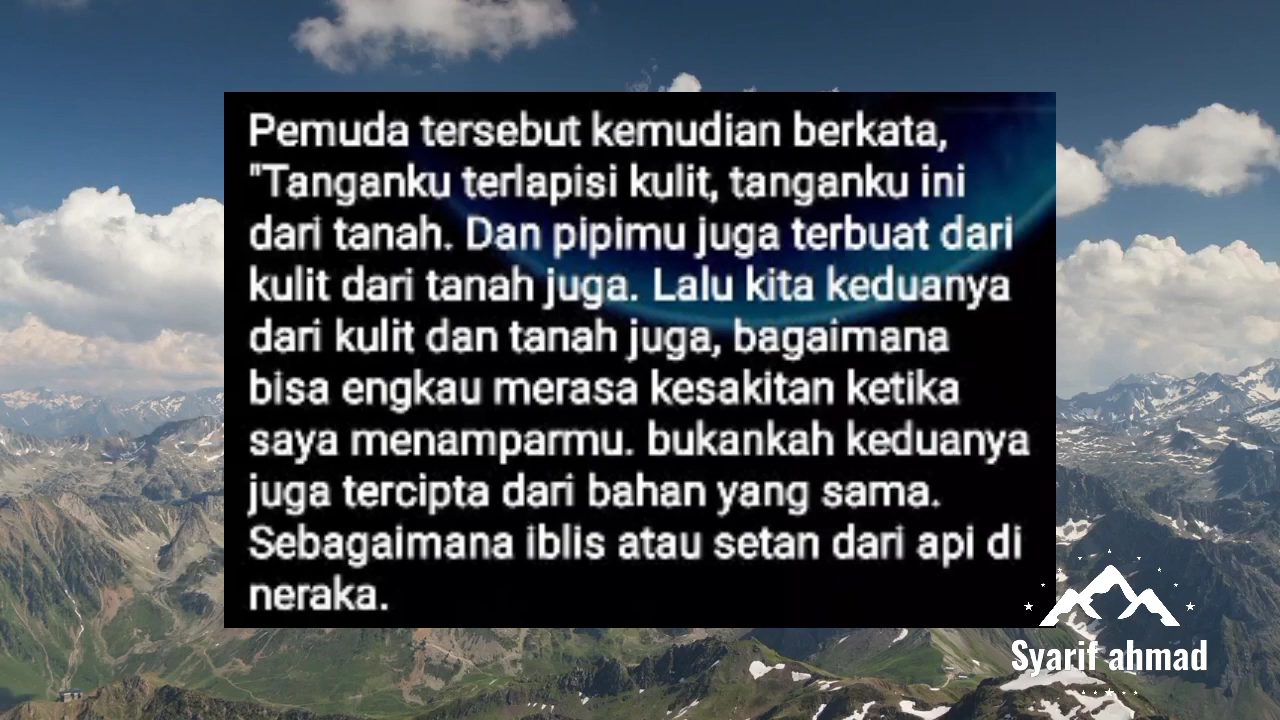 Pemuda tersebut kemudian berkata,
"Tanganku terlapisi kulit, tanganku ini
dari tanah. Dan pipimu juga terbuat dari
kulit dari tanah juga. Lalu kita keduanya
dari kulit dan tanah juga, bagaimana
bisa engkau merasa kesakitan ketika
saya menamparmu. bukankah keduanya
juga tercipta dari bahan yang sama.
Sebagaimana iblis atau setan dari api di
neraka.
Syarif ahmad